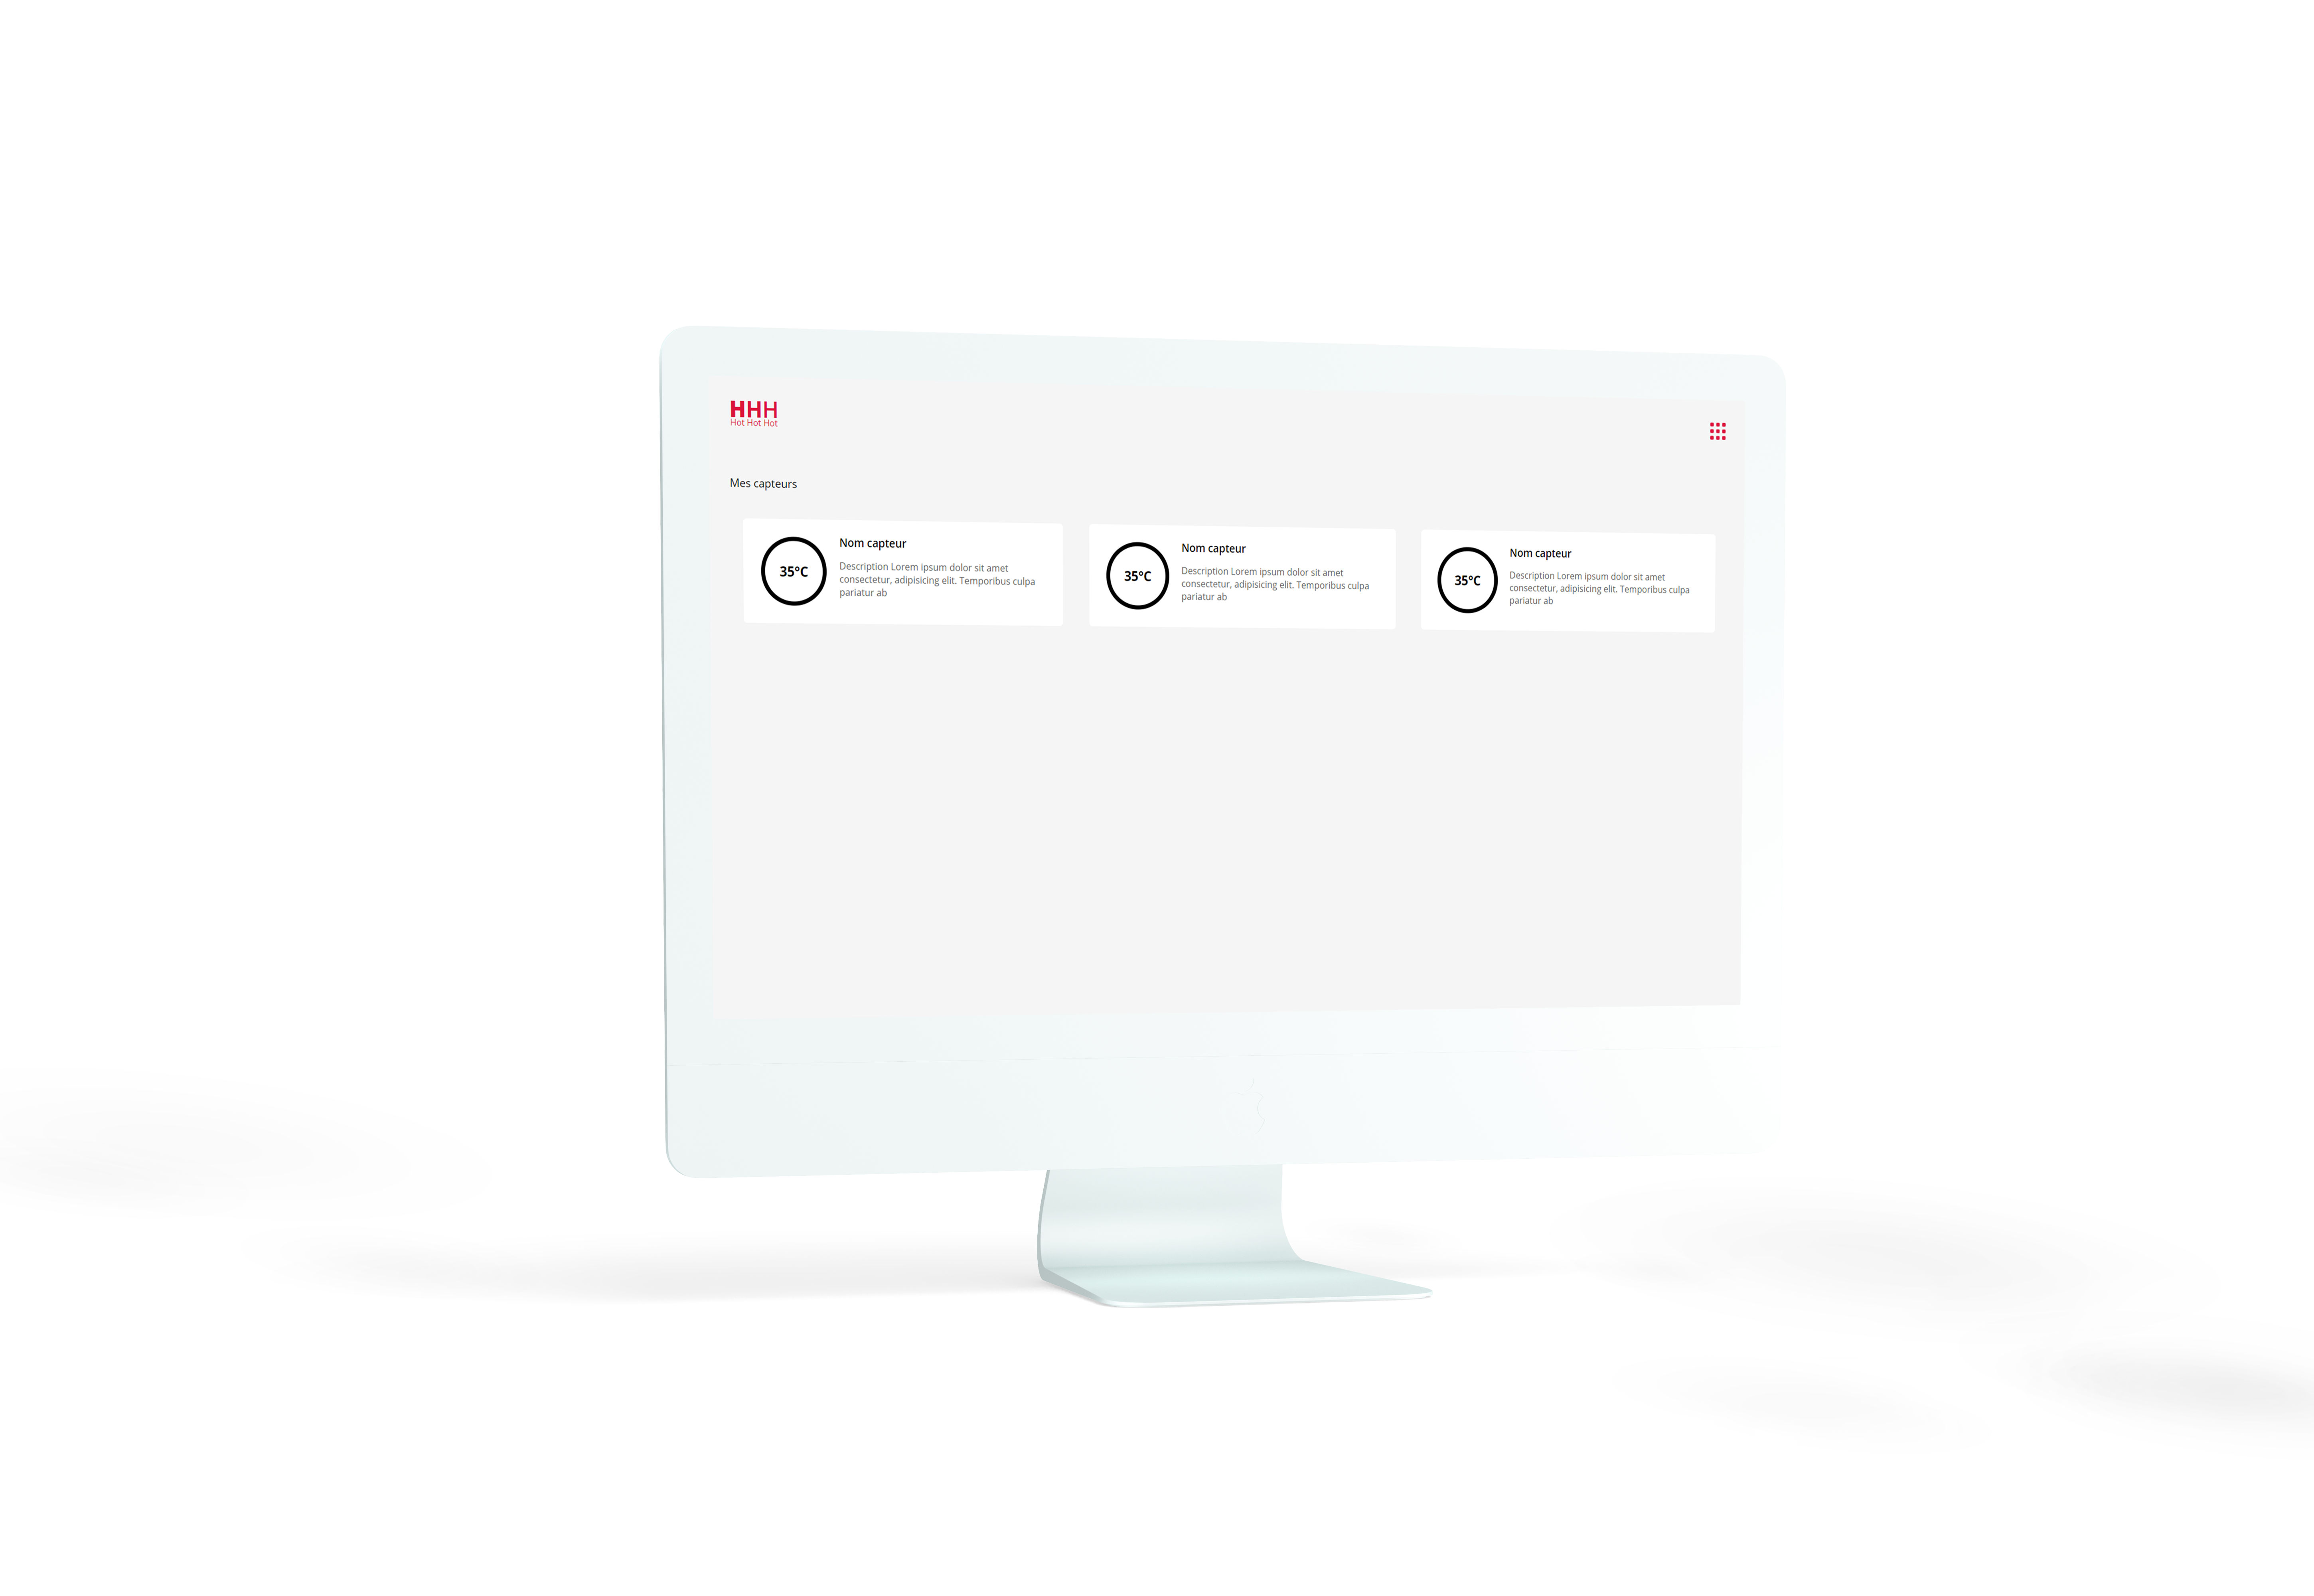 HHH
Hot Hot Hot
Mes capteurs
35°C
Nom capteur
Description Lorem ipsum dolor sit amet
consectetur, adipisicing elit. Temporibus culpa
pariatur ab
35°C
Nom capteur
Description Lorem ipsum dolor sit amet
consectetur, adipisicing elit. Temporibus culpa
pariatur ab
35°C
Nom capteur
Description Lorem ipsum dolor sit amet
consectetur, adipisicing elit. Temporibus culpa
pariatur ab